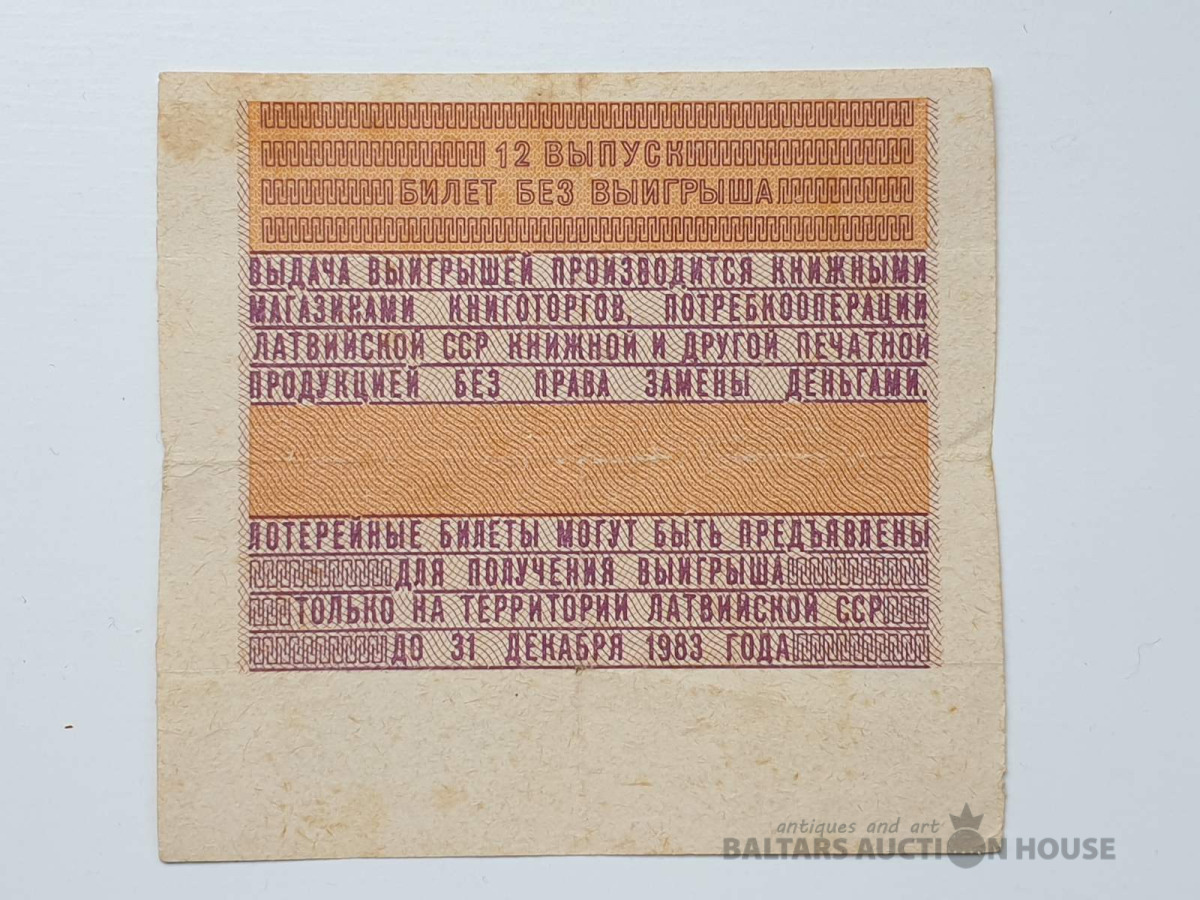 12 ВЫПУСК
БИЛЕТ БЕЗ ВЫИГРЫША
ВЫДАЧА ВЫИГРЫШЕЙ ПРОИЗВОДИТСЯ КНИЖНЫМИ
МАГАЗИНАМИ КНИГОТОРГОВ, ПОТРЕБКООПЕРАЦИИ
ЛАТВИЙСКОЙ ССР КНИЖНОЙ И ДРУГОЙ ПЕЧАТНОЙ
ПРОДУКЦИЕЙ БЕЗ ПРАВА ЗАМЕНЫ ДЕНЬГАМИ.
ЛОТЕРЕЙНЫЕ БИЛЕТЫ МОГУТ БЫТЬ ПРЕДЪЯВЛЕНЫ
ДЛЯ ПОЛУЧЕНИЯ ВЫИГРЫША
ТОЛЬКО НА ТЕРРИТОРИИ ЛАТВИЙСКОЙ ССР
ДО 31 ДЕКАБРЯ 1983 ГОДА
antiques and art
BALTARS AUCTION HOUSE